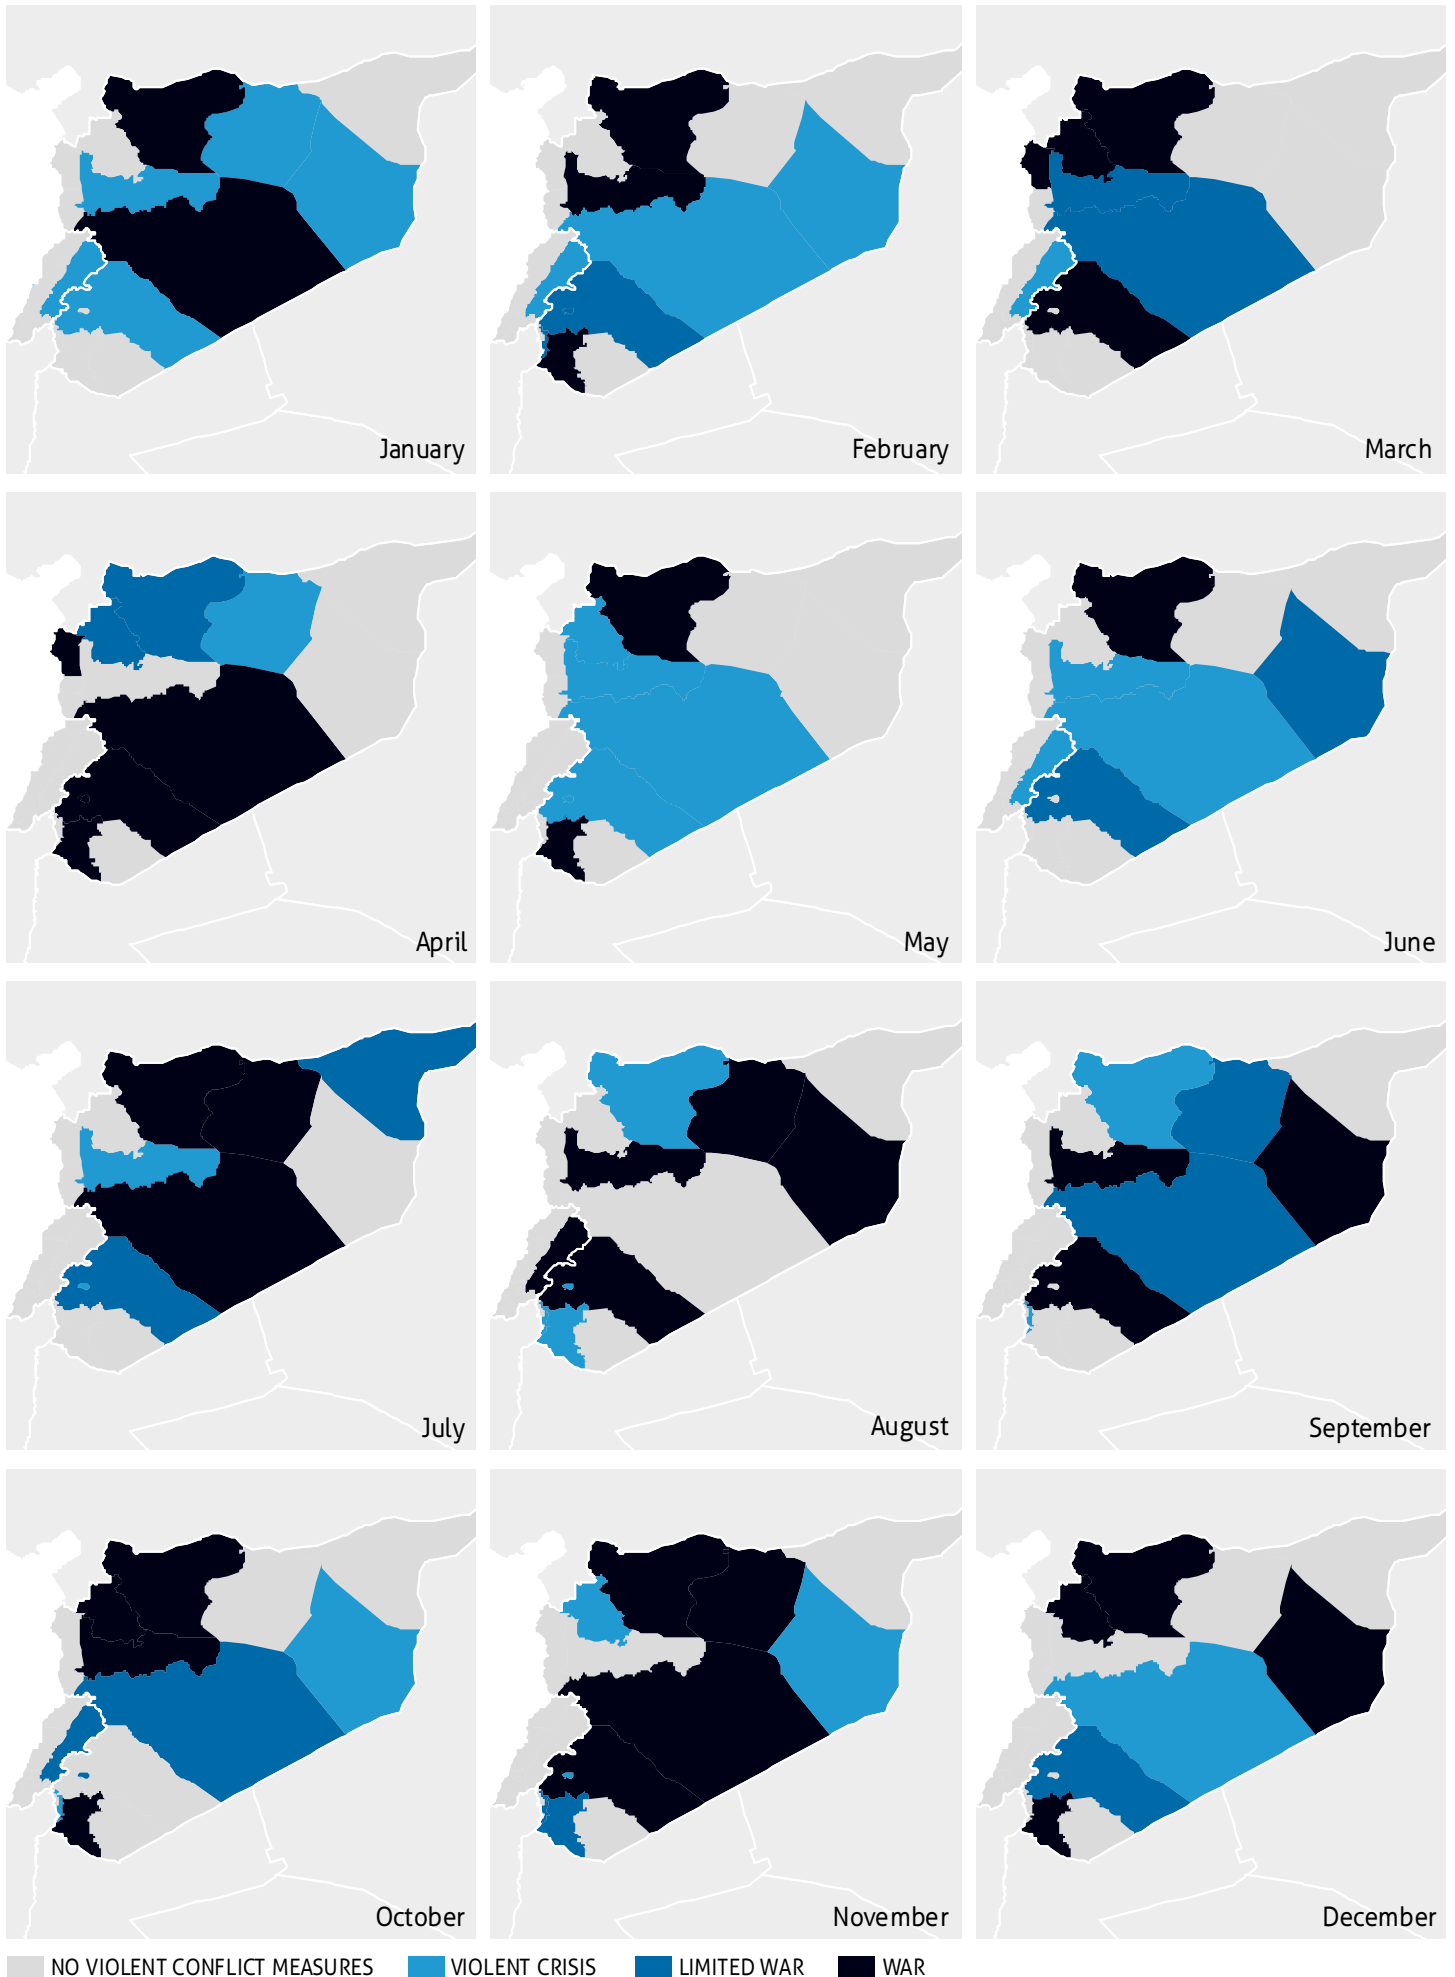 January
February
March
April
May
June
July
August
September
October
November
December
NO VIOLENT CONFLICT MEASURES VIOLENT CRISIS LIMITED WAR WAR